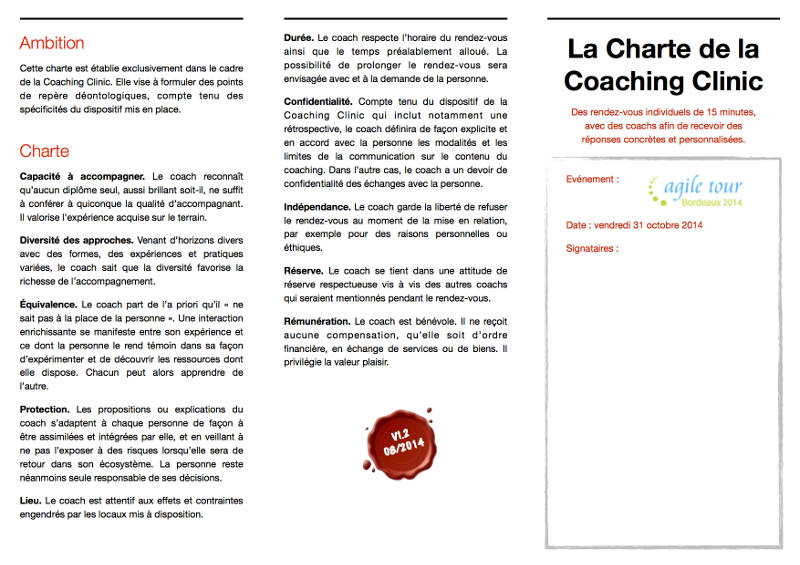 Ambition
Cette charte est établie exclusivement dans le cadre
de la Coaching Clinic. Elle vise à formuler des points
de repère déontologiques, compte tenu des
spécificités du dispositif mis en place.
Charte
Capacité à accompagner. Le coach reconnaît
qu'aucun diplôme seul, aussi brillant soit-il, ne suffit
à conférer à quiconque la qualité d'accompagnant.
Il valorise l'expérience acquise sur le terrain.
Diversité des approches. Venant d'horizons divers
avec des formes, des expériences et pratiques
variées, le coach sait que la diversité favorise la
richesse de l'accompagnement.
Équivalence. Le coach part de l'a priori qu'il « ne
sait pas à la place de la personne ». Une interaction
enrichissante se manifeste entre son expérience et
ce dont la personne le rend témoin dans sa façon
d'expérimenter et de découvrir les ressources dont
elle dispose. Chacun peut alors apprendre de
l'autre.
Protection. Les propositions ou explications du
coach s'adaptent à chaque personne de façon à
être assimilées et intégrées par elle, et en veillant à
ne pas l'exposer à des risques lorsqu'elle sera de
retour dans son écosystème. La personne reste
néanmoins seule responsable de ses décisions.
Lieu. Le coach est attentif aux effets et contraintes
engendrés par les locaux mis à disposition.
Durée. Le coach respecte l'horaire du rendez-vous
ainsi que le temps préalablement alloué. La
possibilité de prolonger le rendez-vous sera
envisagée avec et à la demande de la personne.
Confidentialité. Compte tenu du dispositif de la
Coaching Clinic qui inclut notamment une
rétrospective, le coach définira de façon explicite et
en accord avec la personne les modalités et les
limites de la communication sur le contenu du
coaching. Dans l'autre cas, le coach a un devoir de
confidentialité des échanges avec la personne.
Indépendance. Le coach garde la liberté de refuser
le rendez-vous au moment de la mise en relation,
par exemple pour des raisons personnelles ou
éthiques.
Réserve. Le coach se tient dans une attitude de
réserve respectueuse vis à vis des autres coachs
qui seraient mentionnés pendant le rendez-vous.
Rémunération. Le coach est bénévole. Il ne reçoit
aucune compensation, qu'elle soit d'ordre
financière, en échange de services ou de biens. Il
privilégie la valeur plaisir.
V1.2
08/2014
La Charte de la
Coaching Clinic
Des rendez-vous individuels de 15 minutes,
avec des coachs afin de recevoir des
réponses concrètes et personnalisées.
Evénement :
agile tour
Bordeaux 2014
Date : vendredi 31 octobre 2014
Signataires :